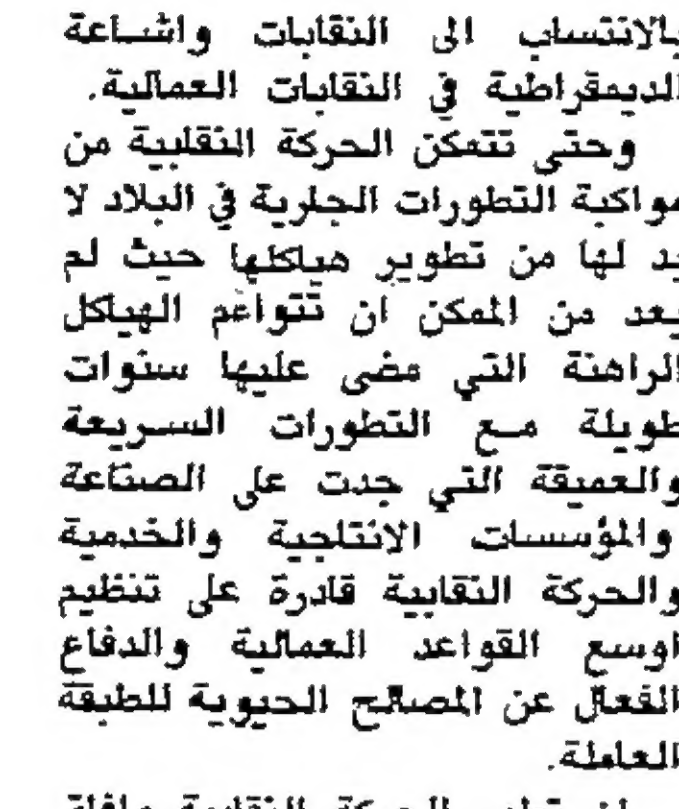 بالانتساب الى النقابات واشاعة
الديمقراطية في النقابات العمالية.
وحتى تتمكن الحركة النقابية من
مواكبة التطورات الجارية في البلاد لا
بد لها من تطوير هياكلها حيث لم
يعد من الممكن ان تتواءم الهياكل
الراهنة التي مضى عليها سنوات
طويلة مع التطورات السريعة
والعميقة التي جدت على الصناعة
والمؤسسات الانتاجية والخدمية
والحركة النقابية قادرة على تنظيم
اوسع القواعد العمالية والدفاع
الفعال عن المصالح الحيوية للطبقة
العاملة.
الحركة النقابية